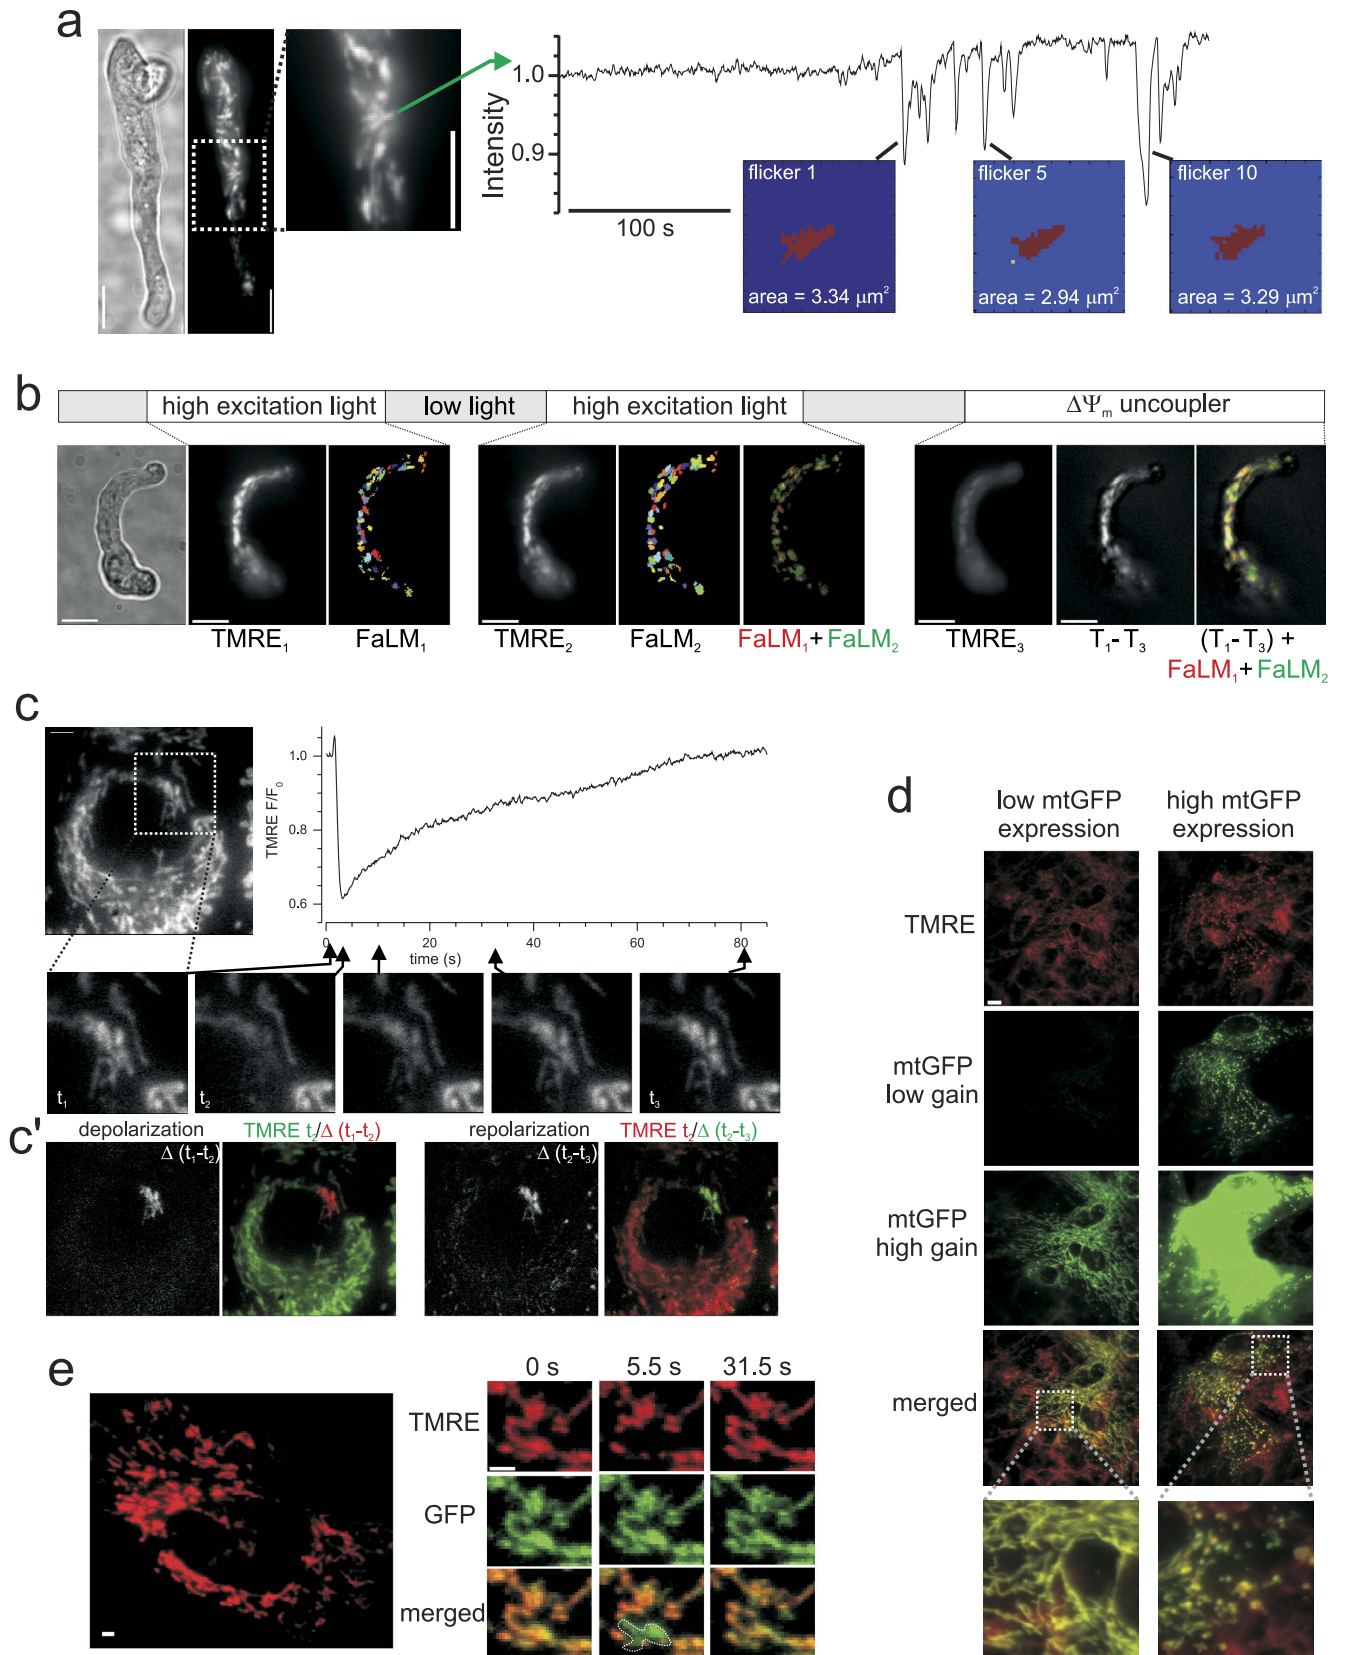 a
Intensity
1.0
0.9
100 s
flicker 1
area = 3.34 μm²
flicker 5
area = 2.94 μm²
flicker 10
area = 3.29 μm²
b
high excitation light
low light
high excitation light
ΔΨm uncoupler
TMRE₁
FaLM₁
TMRE₂
FaLM₂
FaLM₁+ FaLM₂
TMRE₃
T₁- T₃
(T₁- T₃) +
FaLM₁+ FaLM₂
c
TMRE F/F₀
1.0
0.8
0.6
0
20
40
60
80
time (s)
t₁
t₂
t₃
c'
depolarization
Δ (t₁-t₂)
TMRE t₂/Δ (t₁-t₂)
repolarization
Δ (t₂-t₃)
TMRE t₂/Δ (t₂-t₃)
d
low mtGFP
expression
high mtGFP
expression
TMRE
mtGFP
low gain
mtGFP
high gain
merged
e
0 s
5.5 s
31.5 s
TMRE
GFP
merged